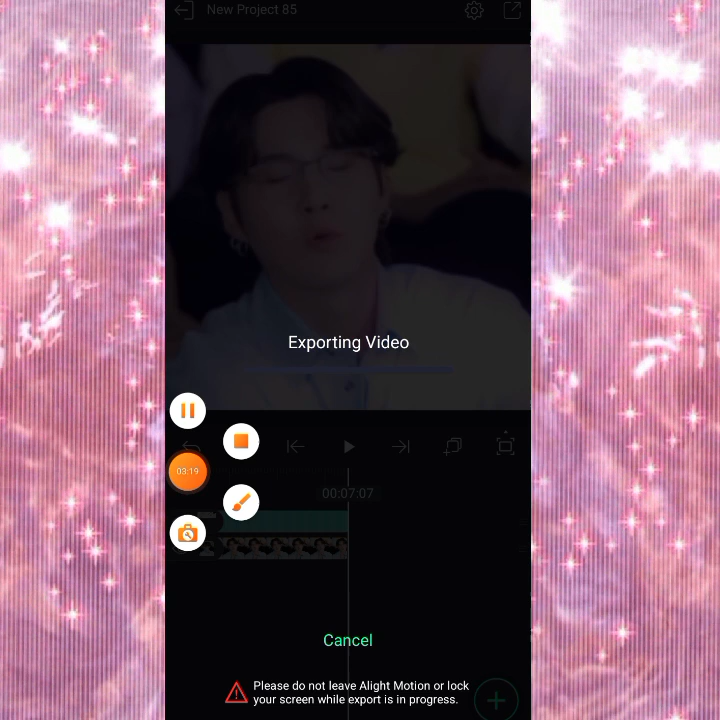 New Project 85
Exporting Video
03:19
00:07:07
Cancel
Please do not leave Alight Motion or lock
your screen while export is in progress.